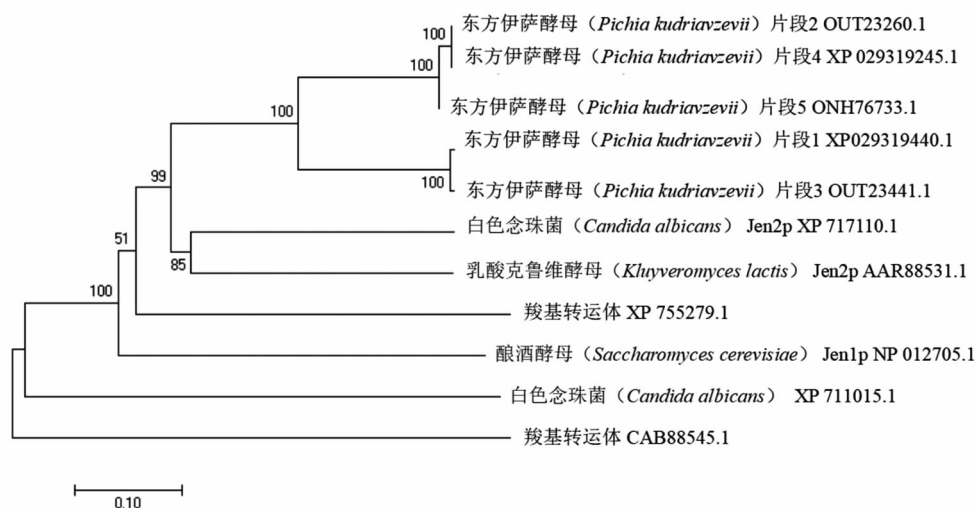 100 东方伊萨酵母（Pichia kudriavzevii）片段2 OUT23260.1
100 东方伊萨酵母（Pichia kudriavzevii）片段4 XP 029319245.1
100 东方伊萨酵母（Pichia kudriavzevii）片段5 ONH76733.1
东方伊萨酵母（Pichia kudriavzevii）片段1 XP029319440.1
100 东方伊萨酵母（Pichia kudriavzevii）片段3 OUT23441.1
99
白色念珠菌（Candida albicans）Jen2p XP 717110.1
51
85 乳酸克鲁维酵母（Kluyveromyces lactis）Jen2p AAR88531.1
100
羧基转运体 XP 755279.1
酿酒酵母（Saccharomyces cerevisiae）Jen1p NP 012705.1
白色念珠菌（Candida albicans） XP 711015.1
羧基转运体 CAB88545.1
0.10